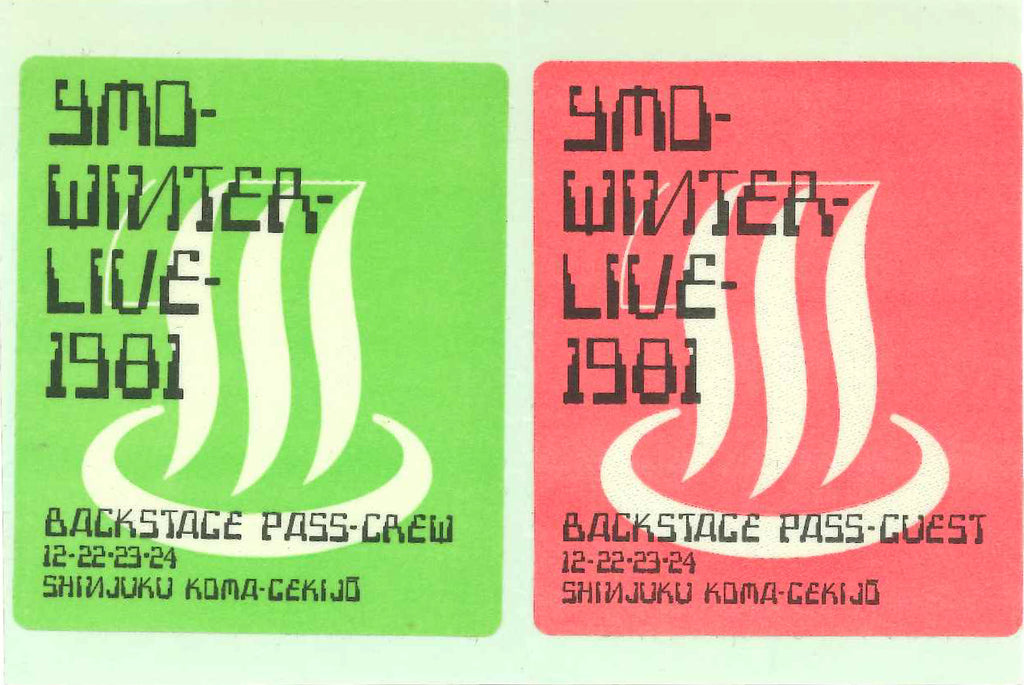 YMO-
WINTER-
LIVE-
1981
BACKSTAGE PASS-CREW
12-22-23-24
SHINJUKU KOMA-GEKIJŌ
YMO-
WINTER-
LIVE-
1981
BACKSTAGE PASS-GUEST
12-22-23-24
SHINJUKU KOMA-GEKIJŌ